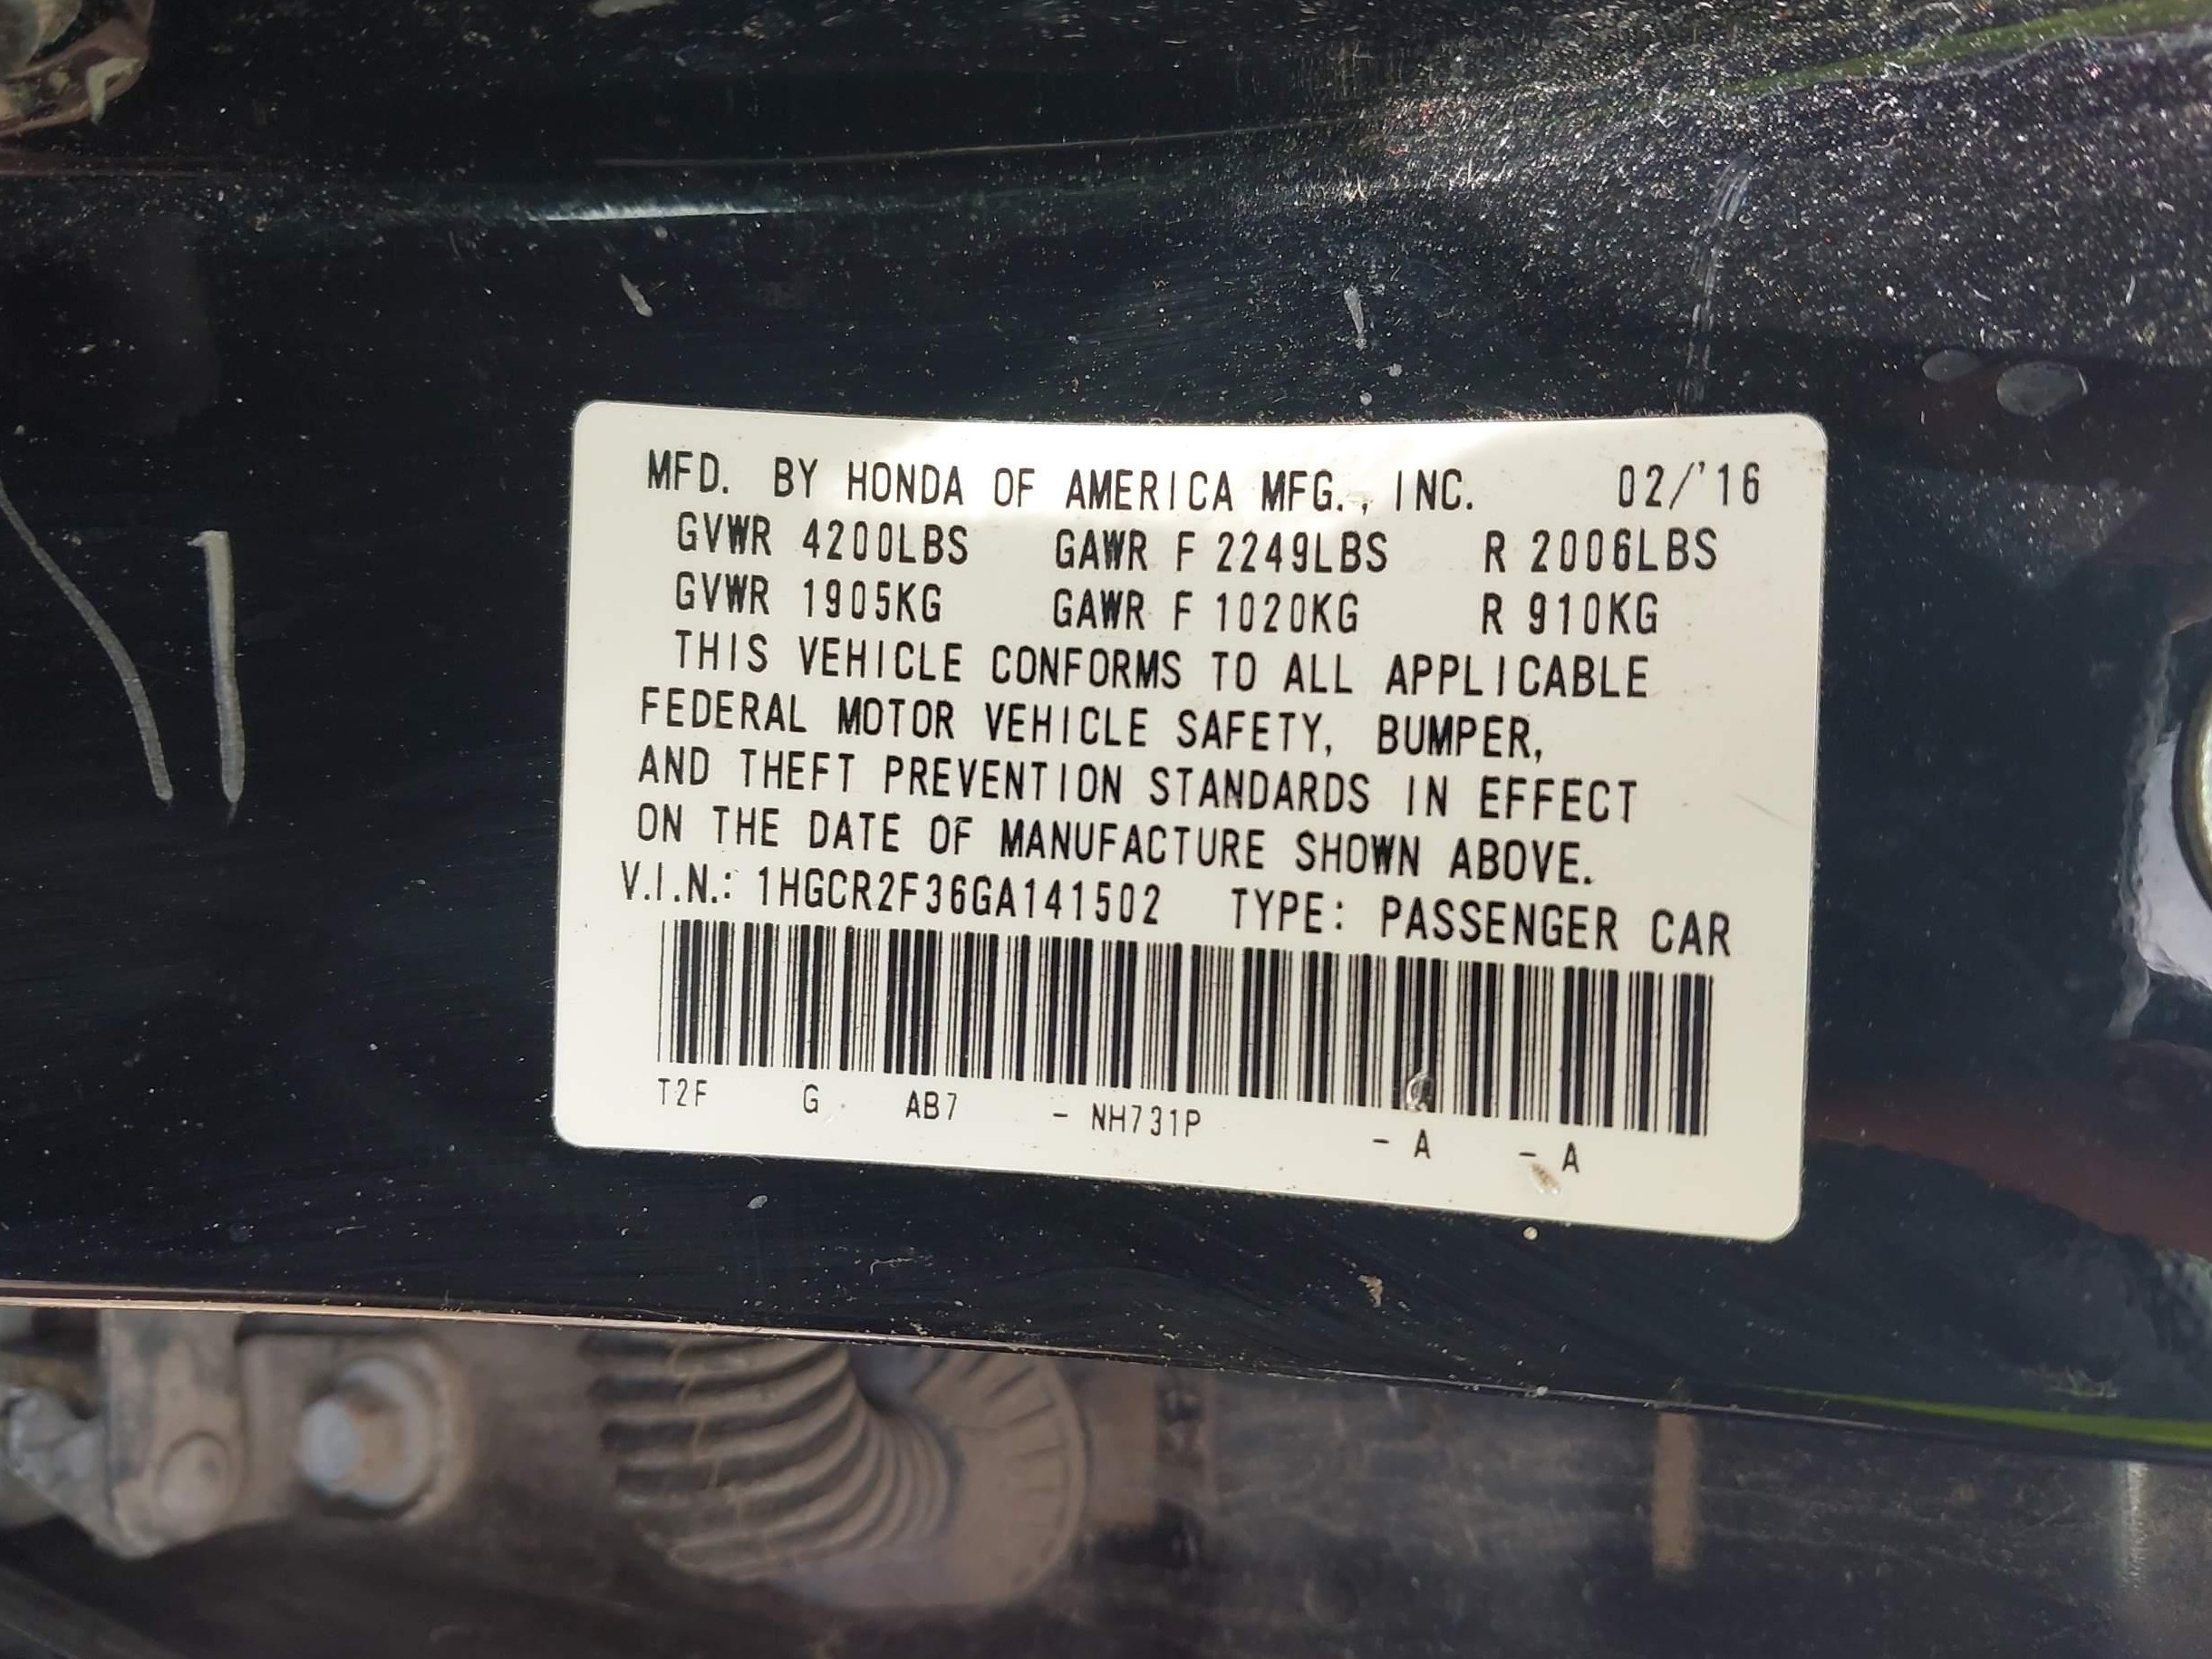 MFD. BY HONDA OF AMERICA MFG., INC. 02/'16
GVWR 4200LBS GAWR F 2249LBS R 2006LBS
GVWR 1905KG GAWR F 1020KG R 910KG
THIS VEHICLE CONFORMS TO ALL APPLICABLE
FEDERAL MOTOR VEHICLE SAFETY, BUMPER,
AND THEFT PREVENTION STANDARDS IN EFFECT
ON THE DATE OF MANUFACTURE SHOWN ABOVE.
V.I.N.: 1HGCR2F36GA141502 TYPE: PASSENGER CAR
T2F G AB7 - NH731P - A - A